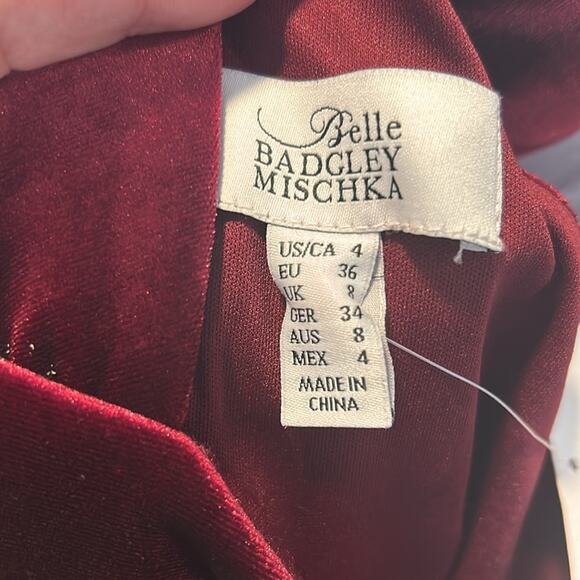 Belle
BADGLEY
MISCHKA
US/CA 4
EU 36
UK 8
GER 34
AUS 8
MEX 4
MADE IN
CHINA